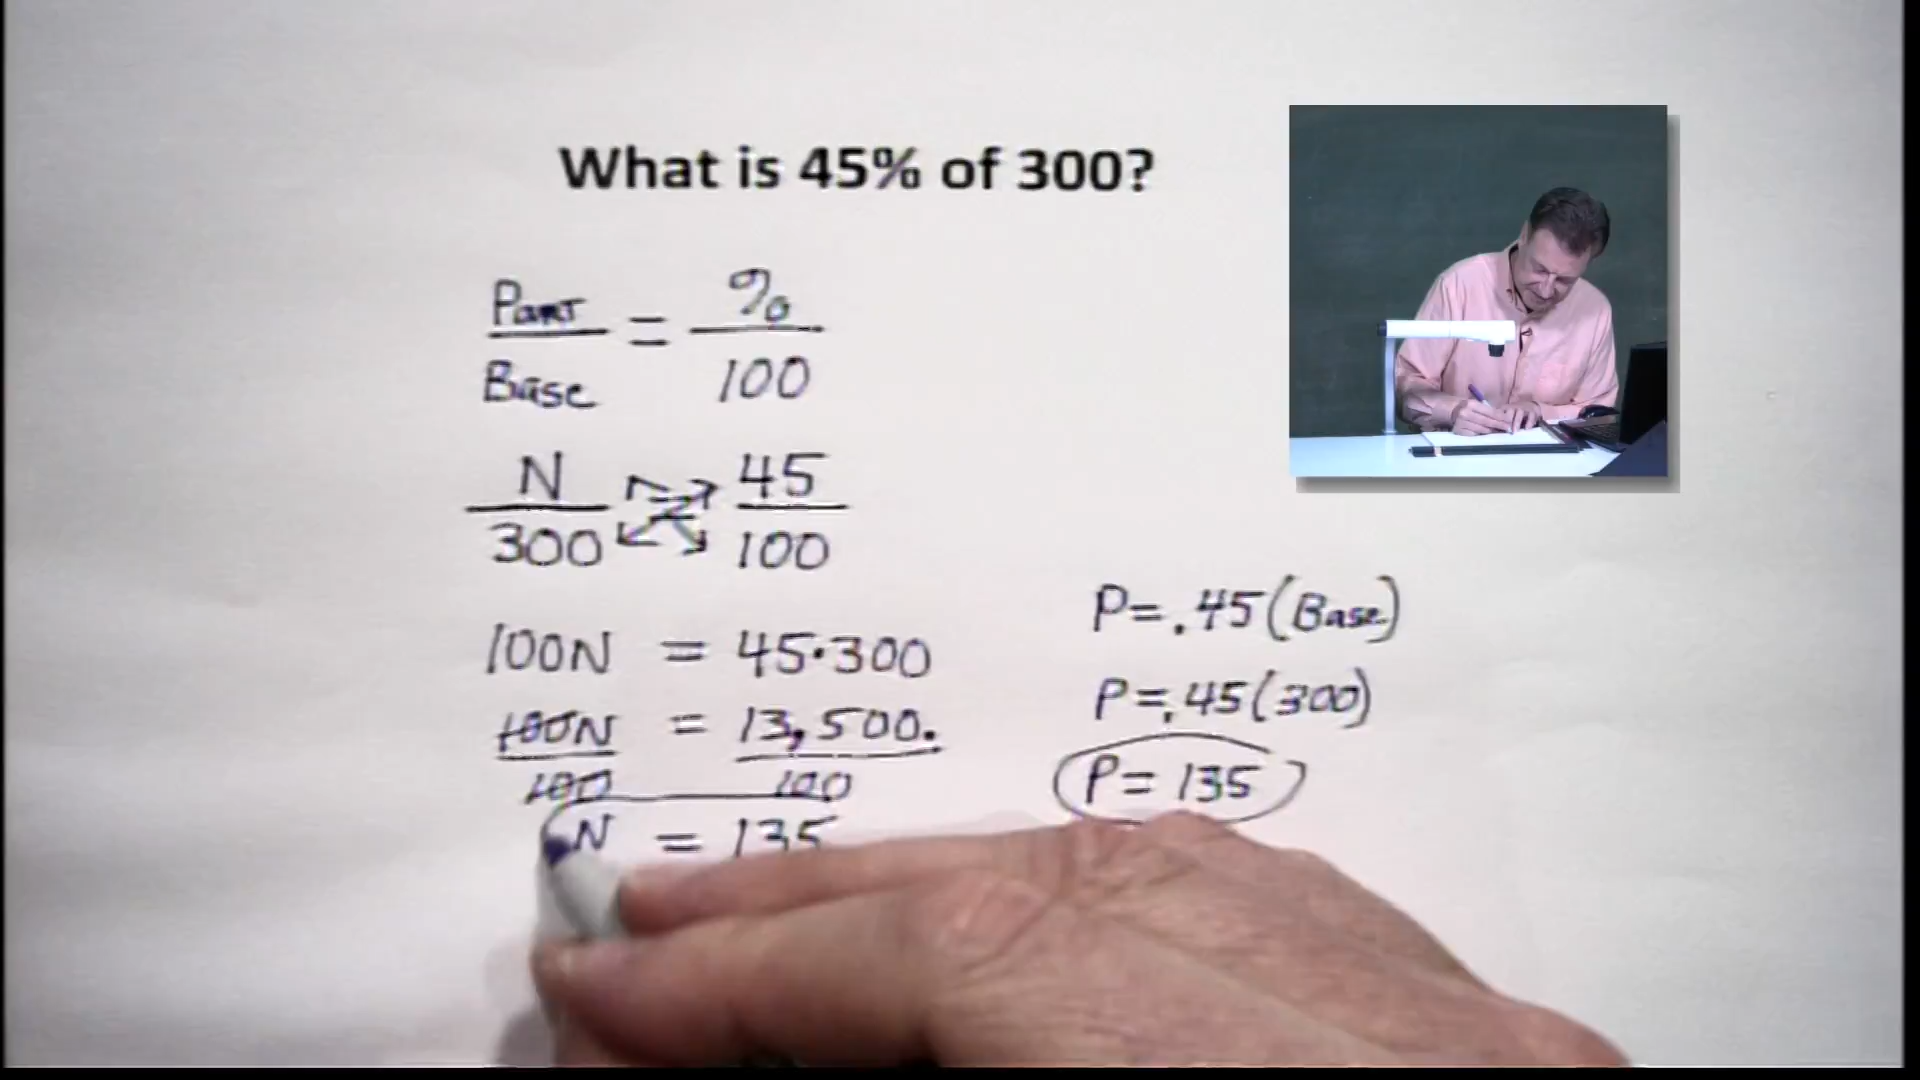 What is 45% of 300?
Part = %
Base 100
N 45
300 100
100N = 45·300
100N = 13,500.
100 100
N = 135
P=.45(Base)
P=.45(300)
P= 135